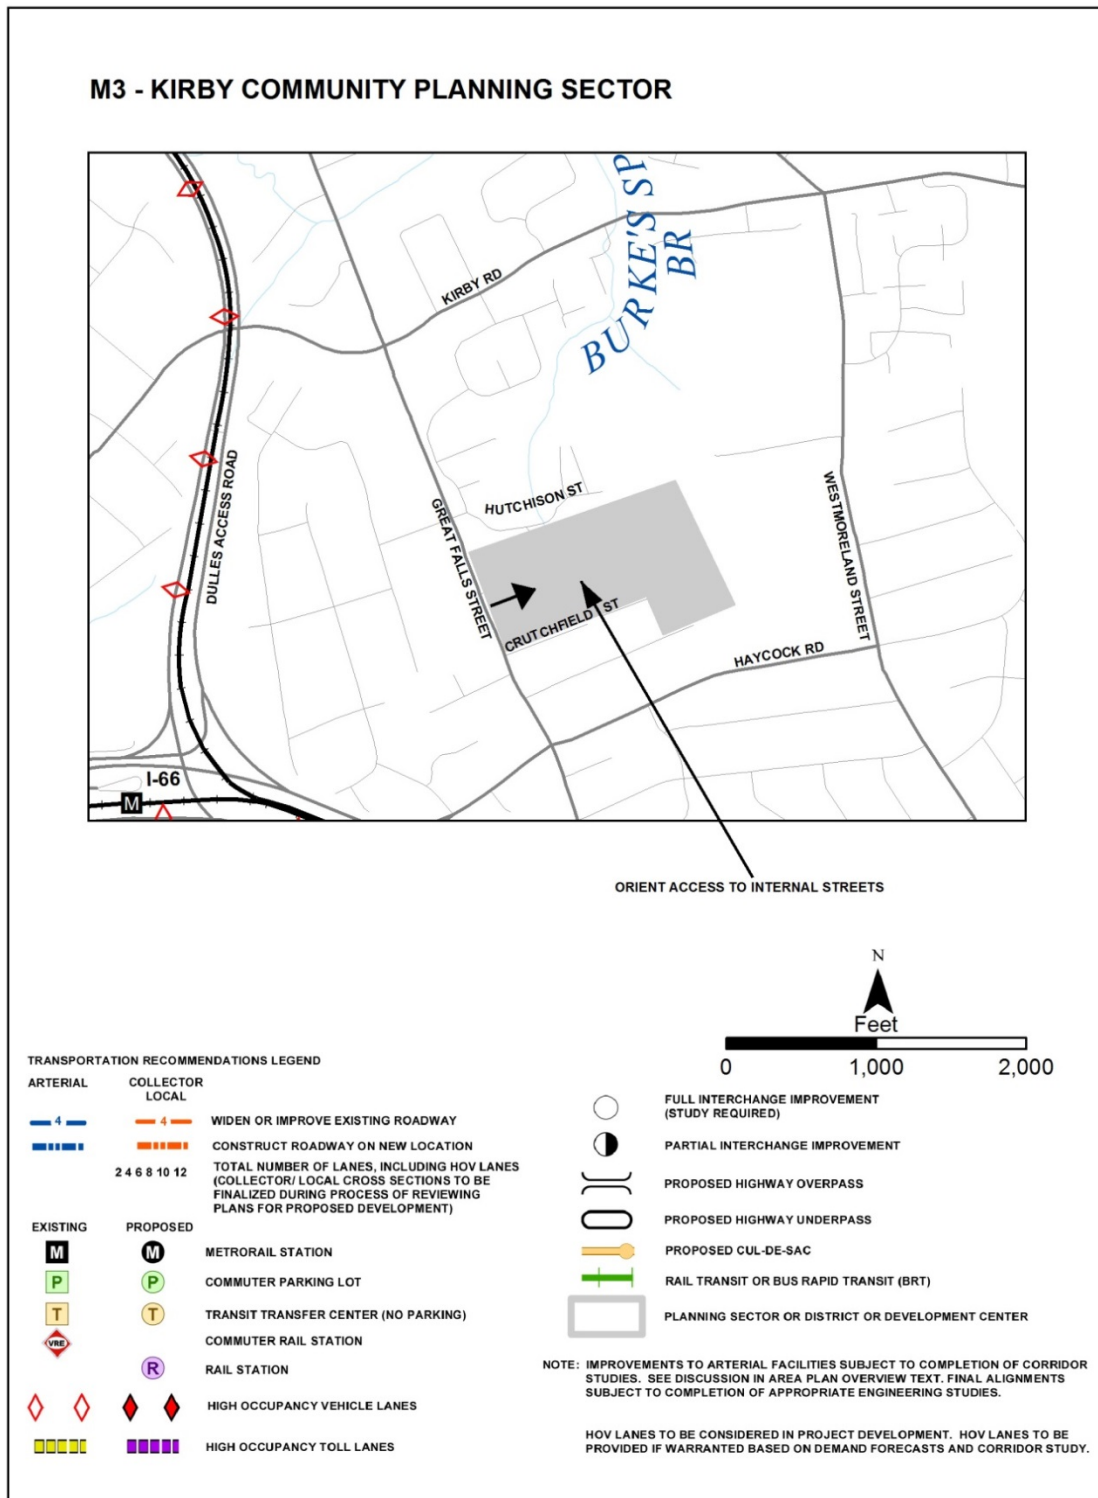 M3 - KIRBY COMMUNITY PLANNING SECTOR
BURKE'S SP
BR
KIRBY RD
DULLES ACCESS ROAD
GREAT FALLS STREET
HUTCHISON ST
CRUTCHFIELD ST
WESTMORELAND STREET
HAYCOCK RD
I-66
M
ORIENT ACCESS TO INTERNAL STREETS
N
Feet
0 1,000 2,000
TRANSPORTATION RECOMMENDATIONS LEGEND
ARTERIAL COLLECTOR
LOCAL
4 4 WIDEN OR IMPROVE EXISTING ROADWAY
CONSTRUCT ROADWAY ON NEW LOCATION
2 4 6 8 10 12 TOTAL NUMBER OF LANES, INCLUDING HOV LANES
(COLLECTOR/ LOCAL CROSS SECTIONS TO BE
FINALIZED DURING PROCESS OF REVIEWING
PLANS FOR PROPOSED DEVELOPMENT)
EXISTING PROPOSED
M M METRORAIL STATION
P P COMMUTER PARKING LOT
T T TRANSIT TRANSFER CENTER (NO PARKING)
VRE COMMUTER RAIL STATION
R RAIL STATION
HIGH OCCUPANCY VEHICLE LANES
HIGH OCCUPANCY TOLL LANES
FULL INTERCHANGE IMPROVEMENT
(STUDY REQUIRED)
PARTIAL INTERCHANGE IMPROVEMENT
PROPOSED HIGHWAY OVERPASS
PROPOSED HIGHWAY UNDERPASS
PROPOSED CUL-DE-SAC
RAIL TRANSIT OR BUS RAPID TRANSIT (BRT)
PLANNING SECTOR OR DISTRICT OR DEVELOPMENT CENTER
NOTE: IMPROVEMENTS TO ARTERIAL FACILITIES SUBJECT TO COMPLETION OF CORRIDOR
STUDIES. SEE DISCUSSION IN AREA PLAN OVERVIEW TEXT. FINAL ALIGNMENTS
SUBJECT TO COMPLETION OF APPROPRIATE ENGINEERING STUDIES.
HOV LANES TO BE CONSIDERED IN PROJECT DEVELOPMENT. HOV LANES TO BE
PROVIDED IF WARRANTED BASED ON DEMAND FORECASTS AND CORRIDOR STUDY.